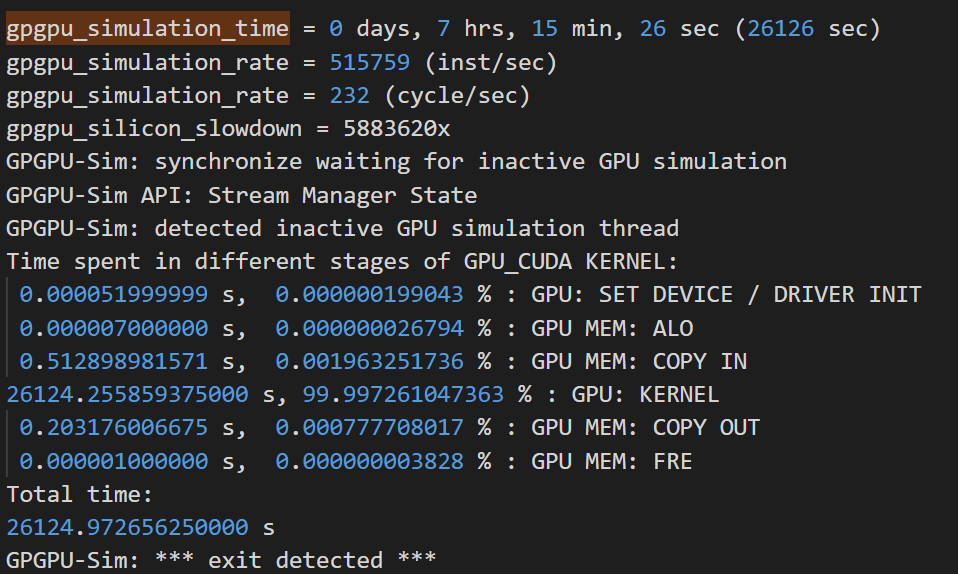 gpgpu_simulation_time = 0 days, 7 hrs, 15 min, 26 sec (26126 sec)
gpgpu_simulation_rate = 515759 (inst/sec)
gpgpu_simulation_rate = 232 (cycle/sec)
gpgpu_silicon_slowdown = 5883620x
GPGPU-Sim: synchronize waiting for inactive GPU simulation
GPGPU-Sim API: Stream Manager State
GPGPU-Sim: detected inactive GPU simulation thread
Time spent in different stages of GPU_CUDA KERNEL:
0.000051999999 s, 0.000000199043 % : GPU: SET DEVICE / DRIVER INIT
0.000007000000 s, 0.000000026794 % : GPU MEM: ALO
0.512898981571 s, 0.001963251736 % : GPU MEM: COPY IN
26124.255859375000 s, 99.997261047363 % : GPU: KERNEL
0.203176006675 s, 0.000777708017 % : GPU MEM: COPY OUT
0.000001000000 s, 0.000000003828 % : GPU MEM: FRE
Total time:
26124.972656250000 s
GPGPU-Sim: *** exit detected ***